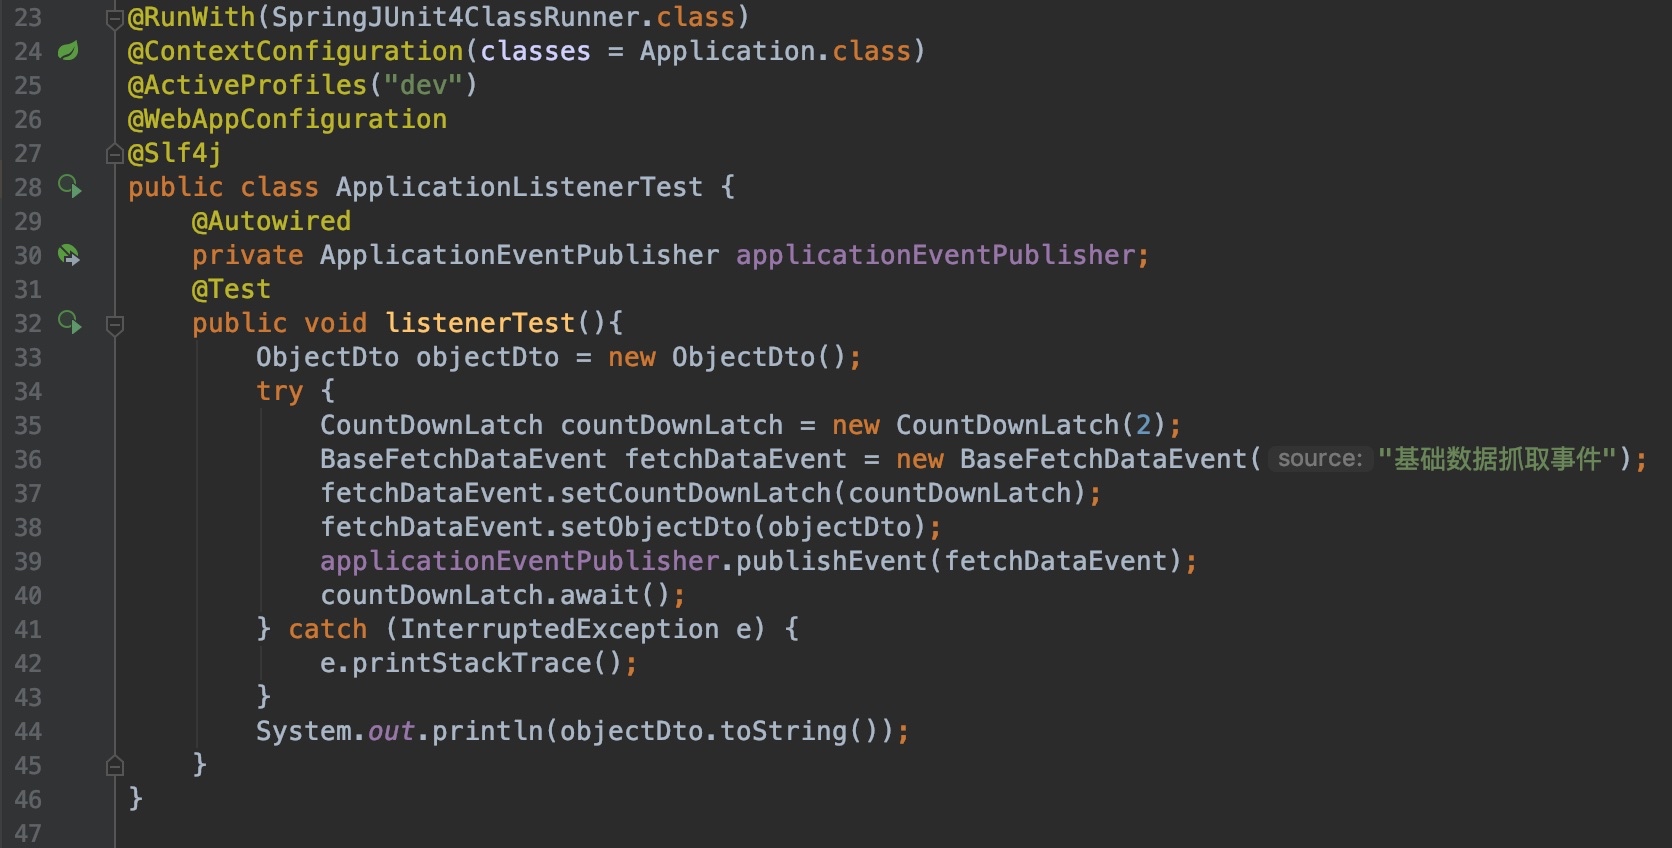 23 @RunWith(SpringJUnit4ClassRunner.class)
24 @ContextConfiguration(classes = Application.class)
25 @ActiveProfiles("dev")
26 @WebAppConfiguration
27 @Slf4j
28 public class ApplicationListenerTest {
29     @Autowired
30     private ApplicationEventPublisher applicationEventPublisher;
31     @Test
32     public void listenerTest(){
33         ObjectDto objectDto = new ObjectDto();
34         try {
35             CountDownLatch countDownLatch = new CountDownLatch(2);
36             BaseFetchDataEvent fetchDataEvent = new BaseFetchDataEvent( source: "基础数据抓取事件");
37             fetchDataEvent.setCountDownLatch(countDownLatch);
38             fetchDataEvent.setObjectDto(objectDto);
39             applicationEventPublisher.publishEvent(fetchDataEvent);
40             countDownLatch.await();
41         } catch (InterruptedException e) {
42             e.printStackTrace();
43         }
44         System.out.println(objectDto.toString());
45     }
46 }
47